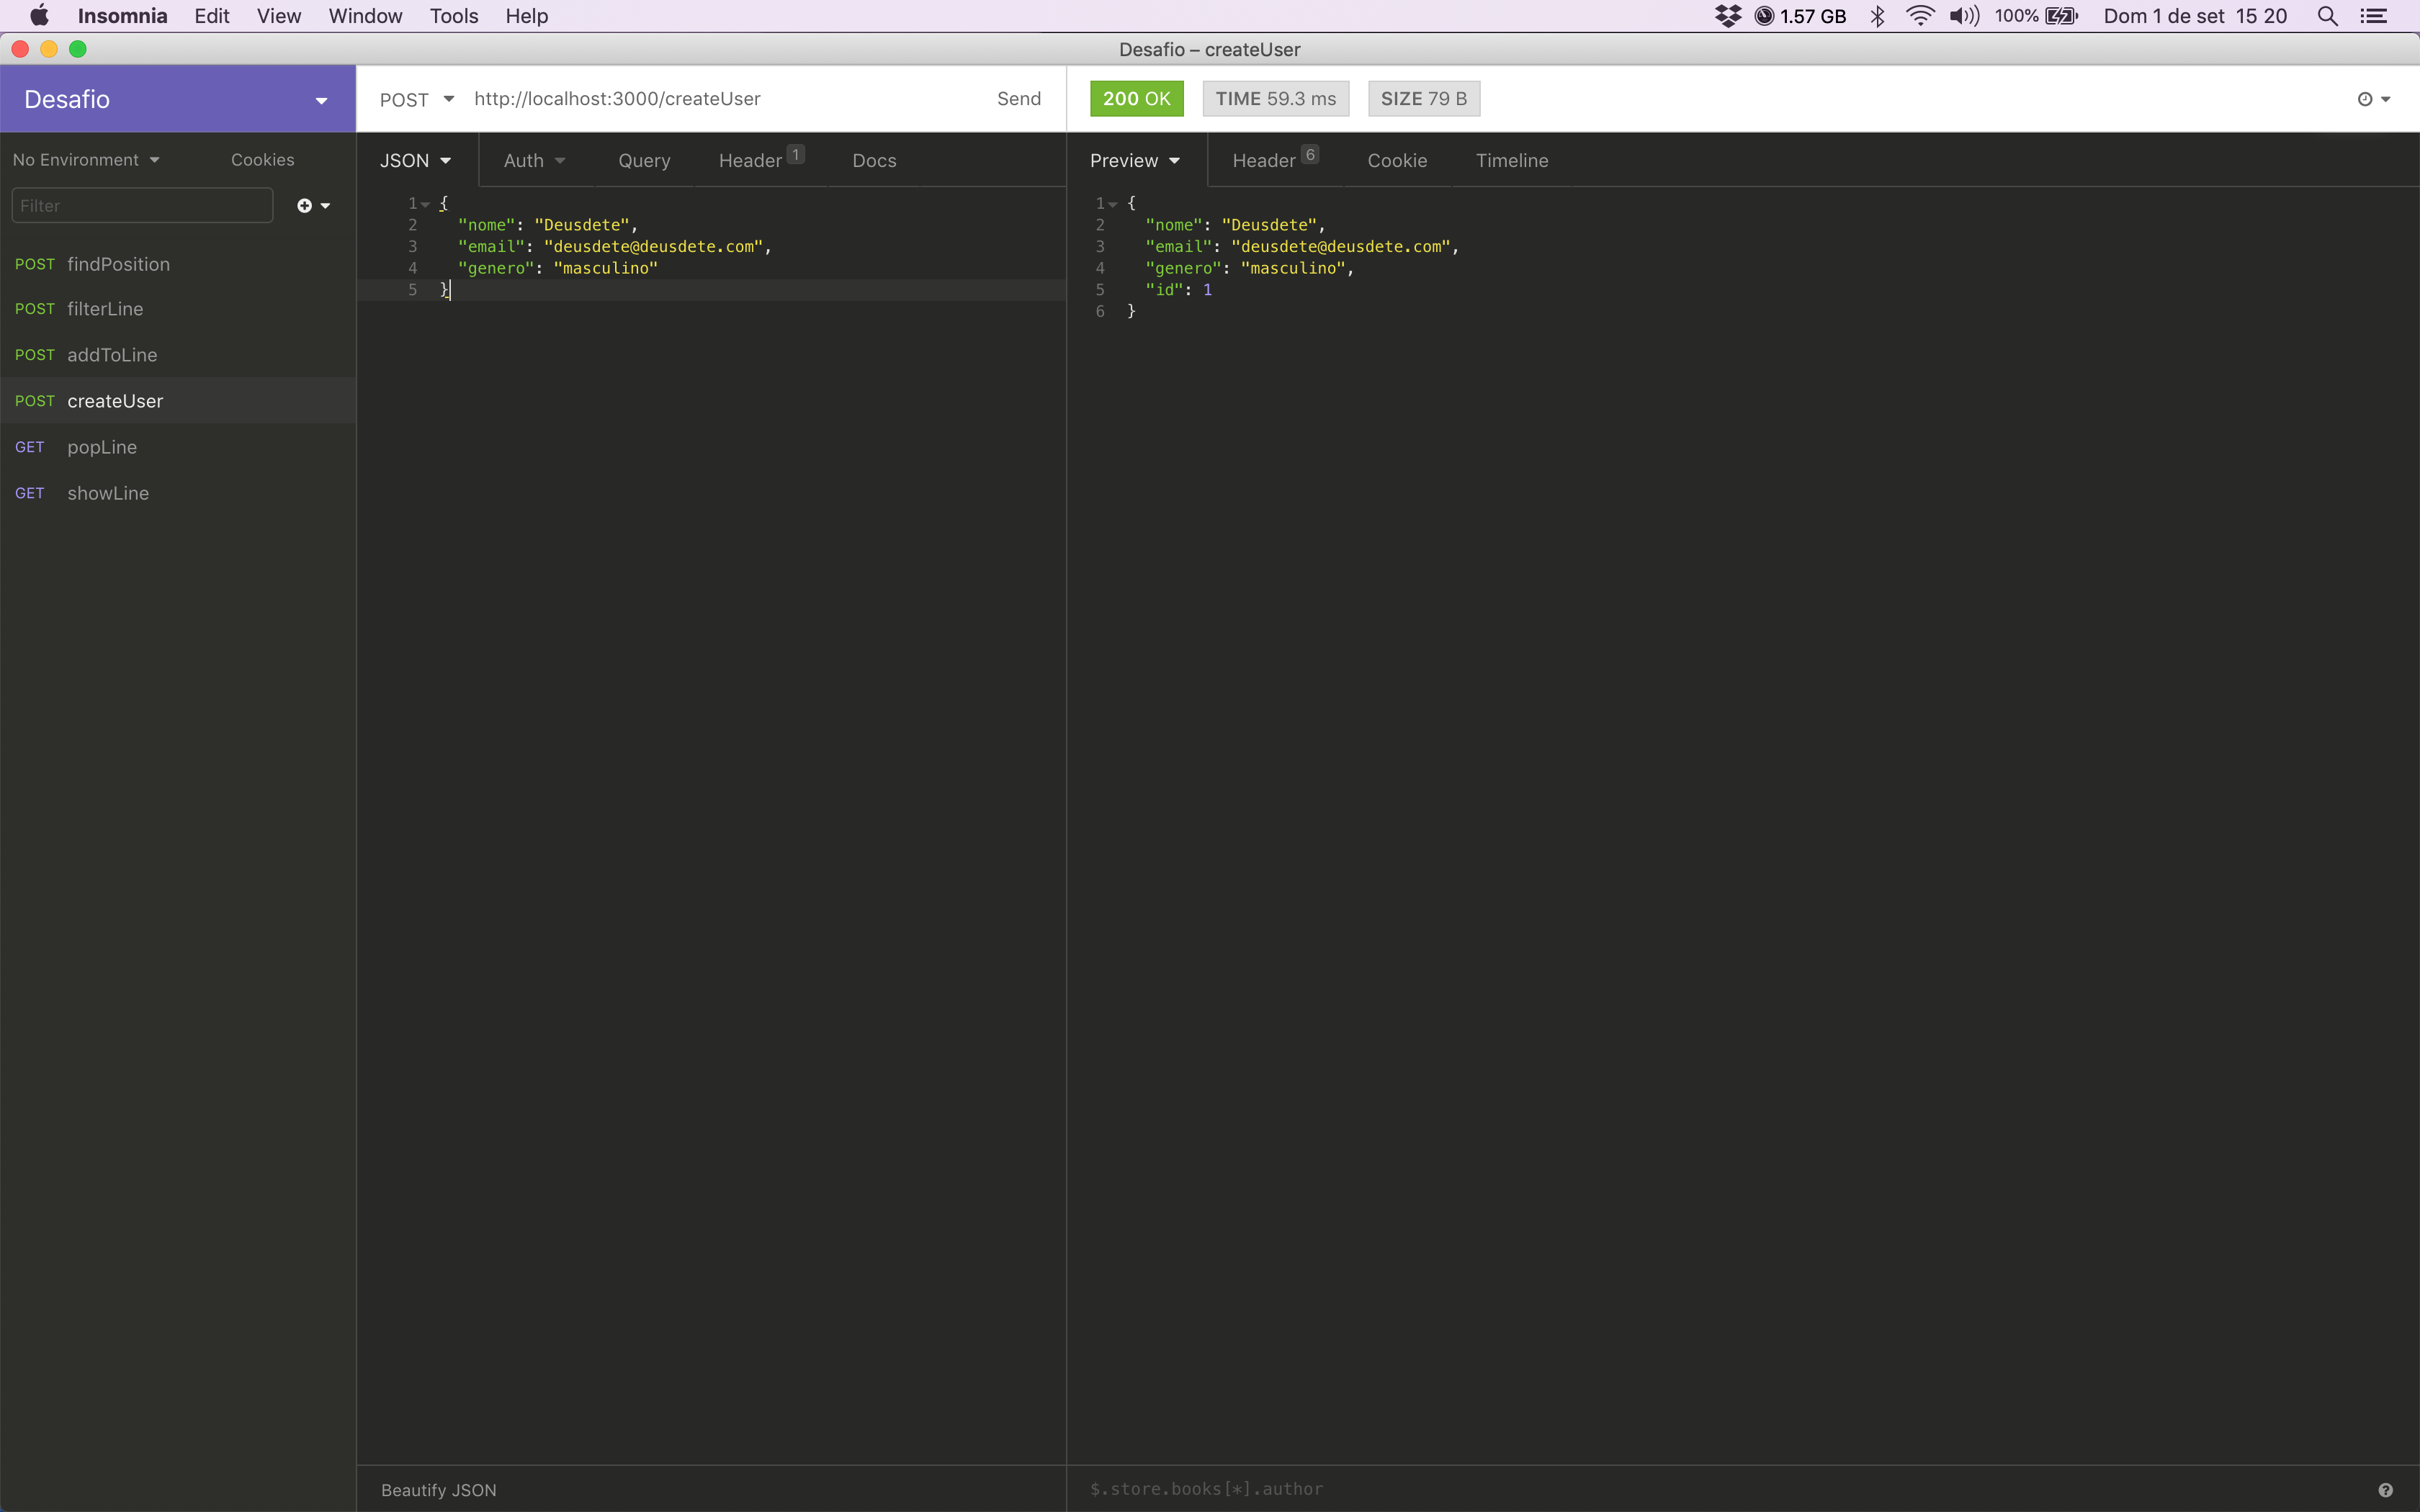 Insomnia Edit View Window Tools Help 1.57 GB 100% Dom 1 de set 15 20
Desafio – createUser
Desafio
POST http://localhost:3000/createUser Send
200 OK TIME 59.3 ms SIZE 79 B
No Environment Cookies
Filter
POST findPosition
POST filterLine
POST addToLine
POST createUser
GET popLine
GET showLine
JSON Auth Query Header 1 Docs
1 {
2 "nome": "Deusdete",
3 "email": "deusdete@deusdete.com",
4 "genero": "masculino"
5 }
Beautify JSON
Preview Header 6 Cookie Timeline
1 {
2 "nome": "Deusdete",
3 "email": "deusdete@deusdete.com",
4 "genero": "masculino",
5 "id": 1
6 }
$.store.books[*].author